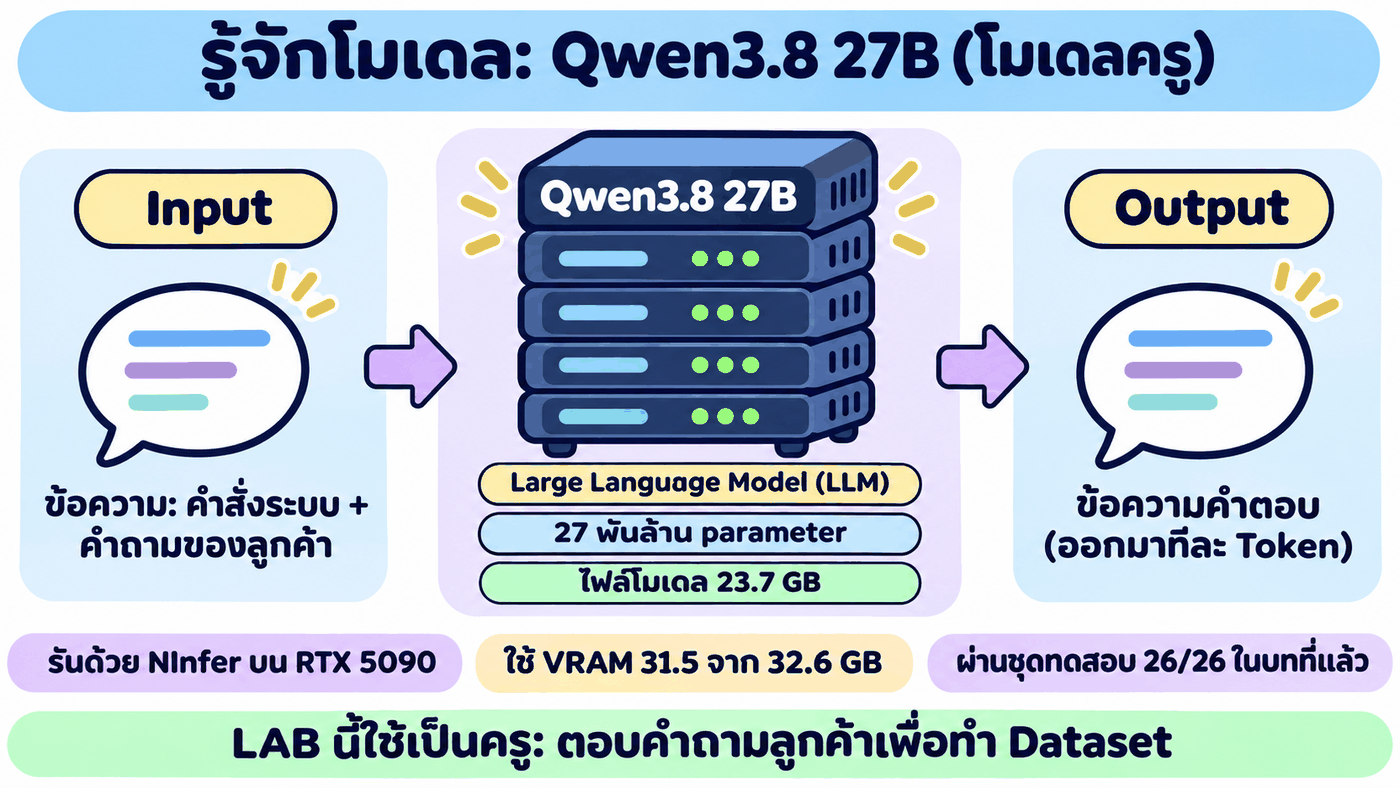 รู้จักโมเดล: Qwen3.8 27B (โมเดลครู)
Input
ข้อความ: คำสั่งระบบ +
คำถามของลูกค้า
Qwen3.8 27B
Large Language Model (LLM)
27 พันล้าน parameter
ไฟล์โมเดล 23.7 GB
Output
ข้อความคำตอบ
(ออกมาทีละ Token)
รันด้วย NInfer บน RTX 5090
ใช้ VRAM 31.5 จาก 32.6 GB
ผ่านชุดทดสอบ 26/26 ในบทที่แล้ว
LAB นี้ใช้เป็นครู: ตอบคำถามลูกค้าเพื่อทำ Dataset